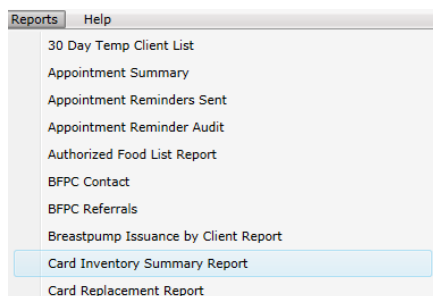 Reports Help
30 Day Temp Client List
Appointment Summary
Appointment Reminders Sent
Appointment Reminder Audit
Authorized Food List Report
BFPC Contact
BFPC Referrals
Breastpump Issuance by Client Report
Card Inventory Summary Report
Card Replacement Report